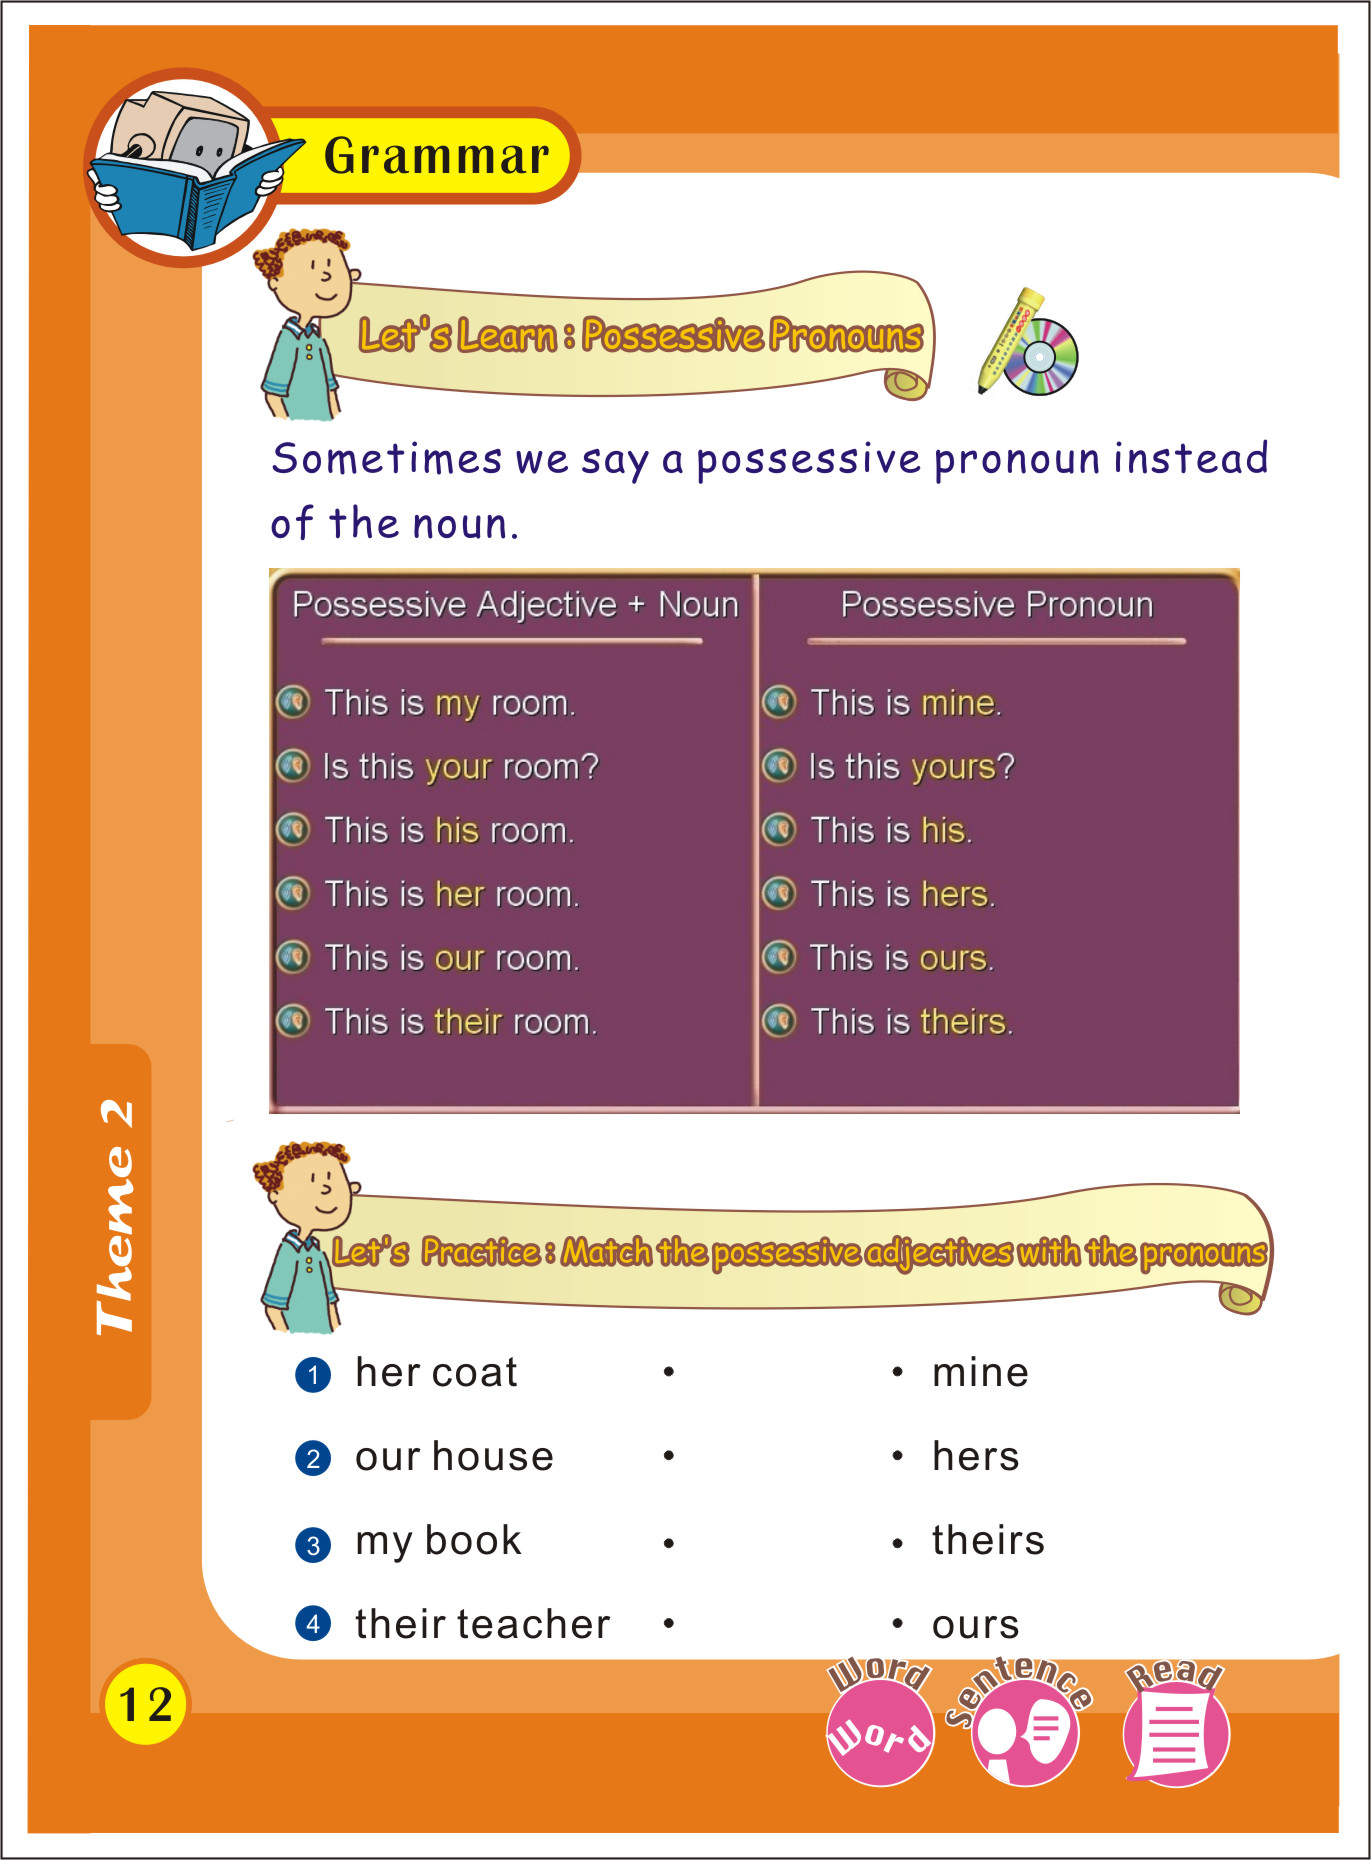 Grammar
Let's Learn : Possessive Pronouns
Sometimes we say a possessive pronoun instead
of the noun.
Possessive Adjective + Noun
Possessive Pronoun
This is my room.
This is mine.
Is this your room?
Is this yours?
This is his room.
This is his.
This is her room.
This is hers.
This is our room.
This is ours.
This is their room.
This is theirs.
Theme 2
Let's Practice : Match the possessive adjectives with the pronouns
1 her coat • • mine
2 our house • • hers
3 my book • • theirs
4 their teacher • • ours
12
Word
Word
Sentence
Read